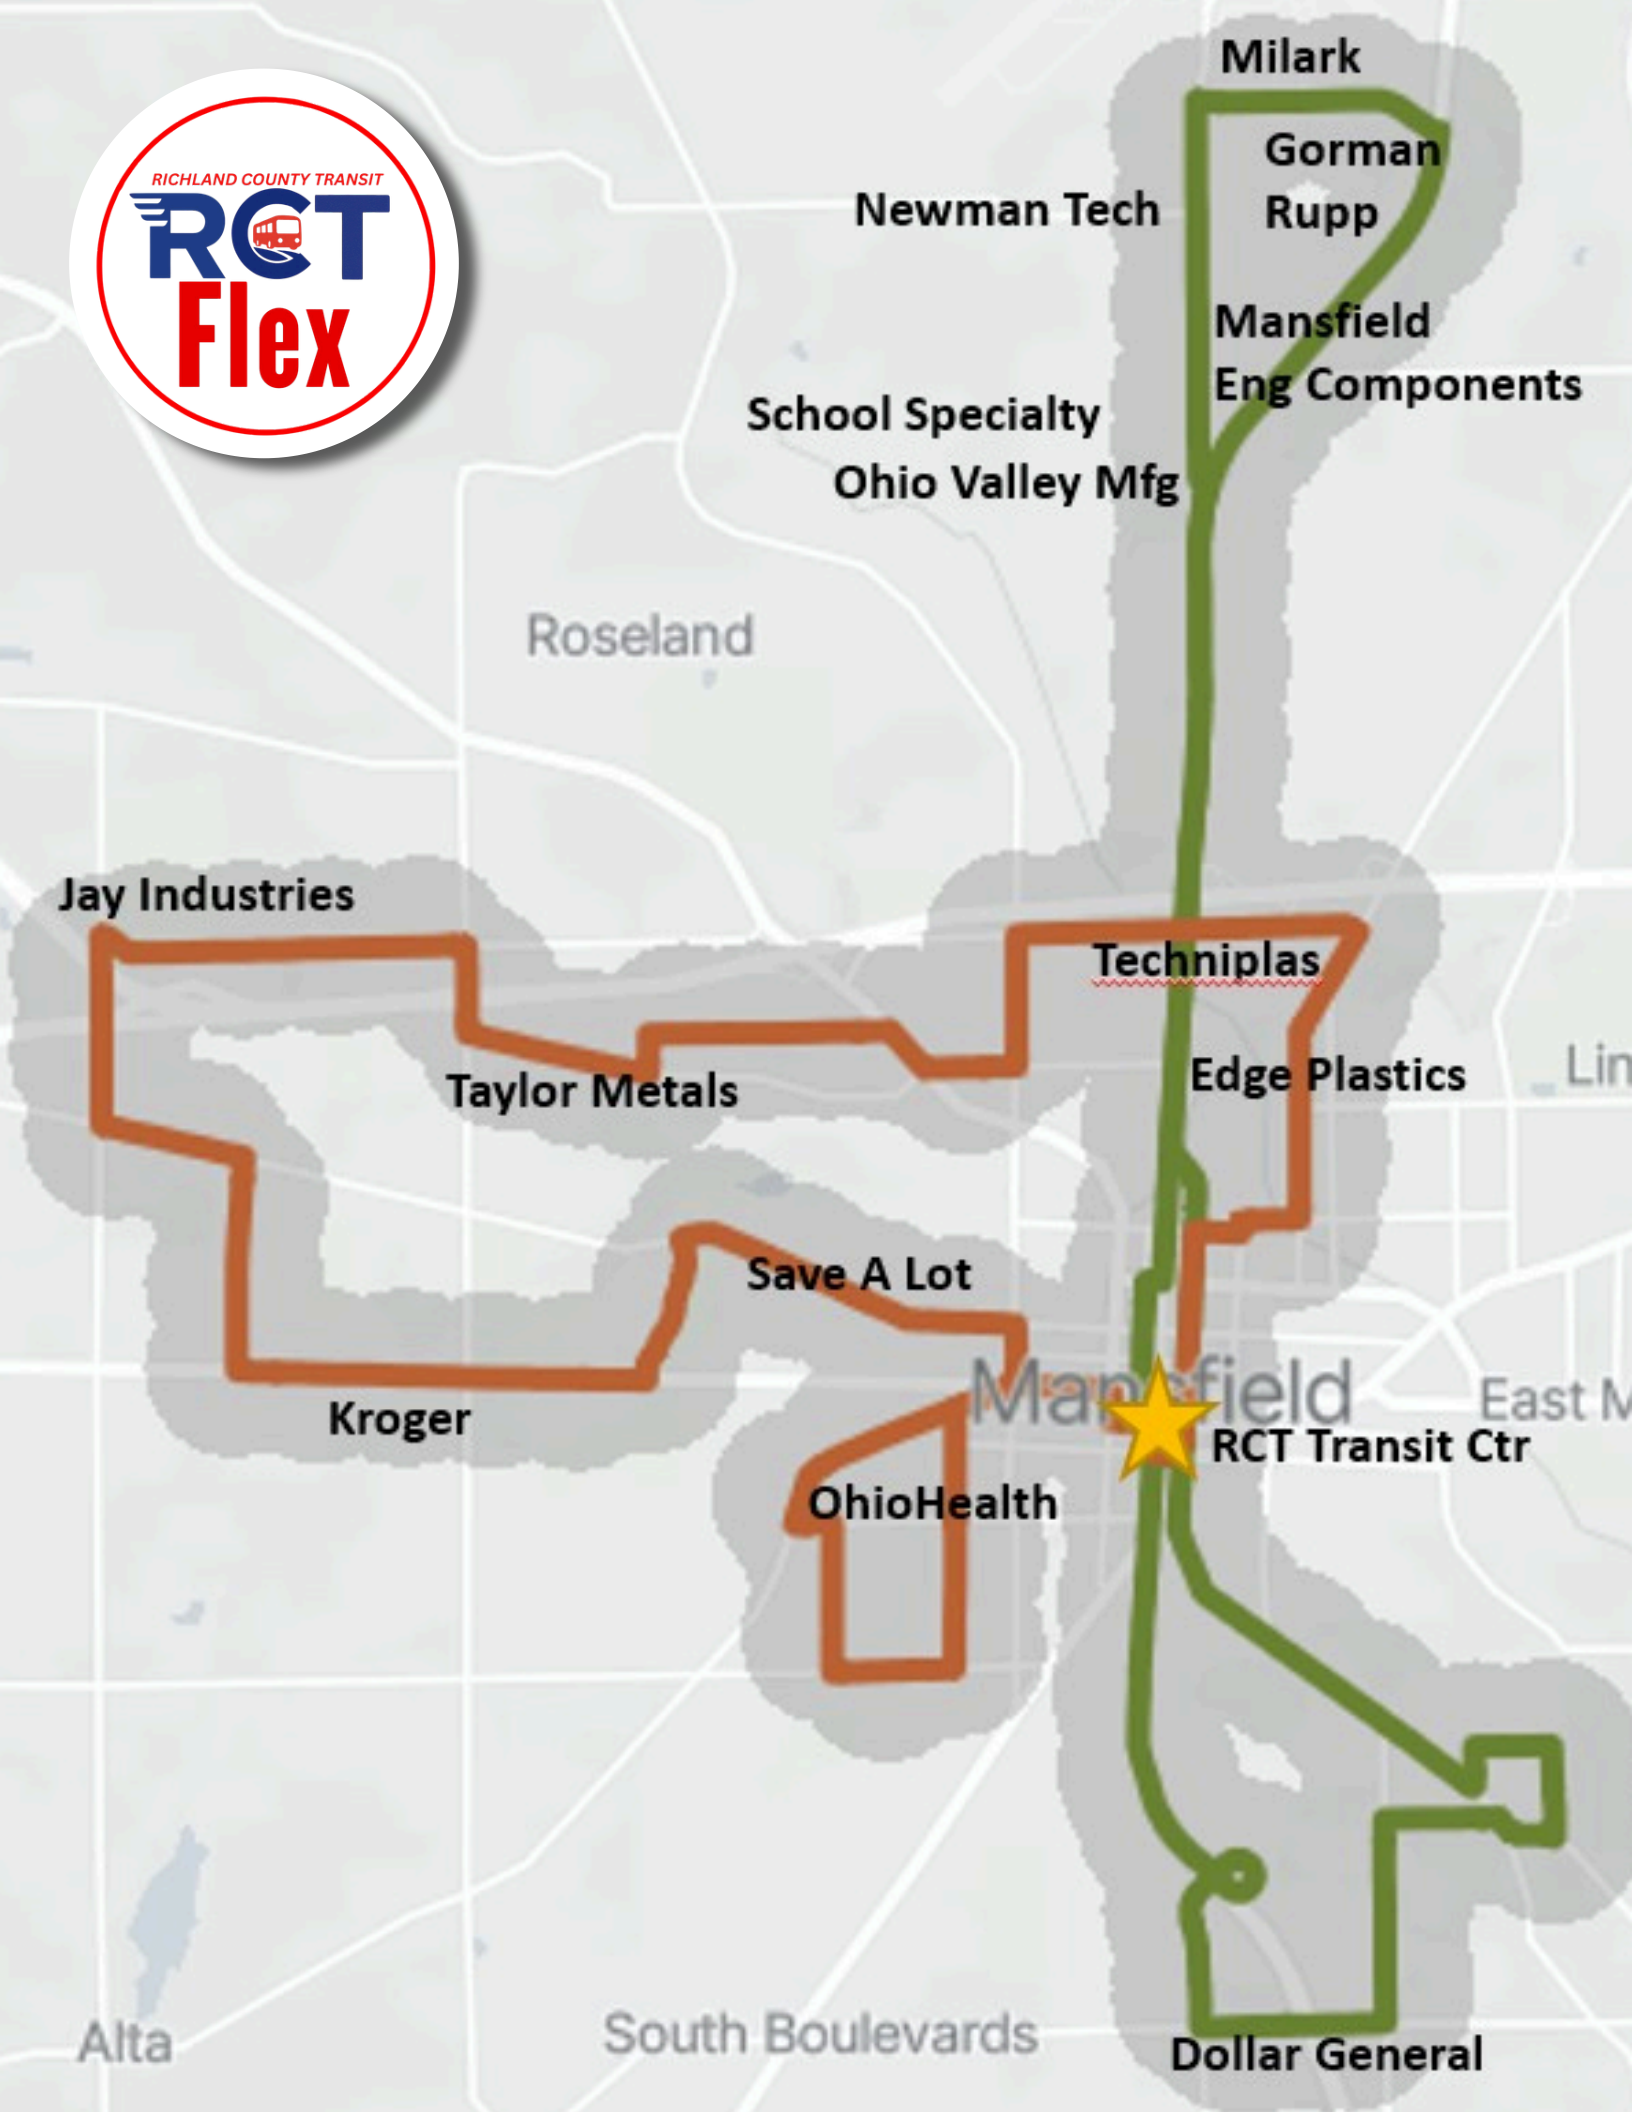 Milark
RICHLAND COUNTY TRANSIT
RCT
Flex
Gorman
Rupp
Newman Tech
Mansfield
Eng Components
School Specialty
Ohio Valley Mfg
Roseland
Jay Industries
Techniplas
Taylor Metals
Edge Plastics
Lin
Save A Lot
Mansfield
East M
Kroger
RCT Transit Ctr
OhioHealth
South Boulevards
Alta
Dollar General